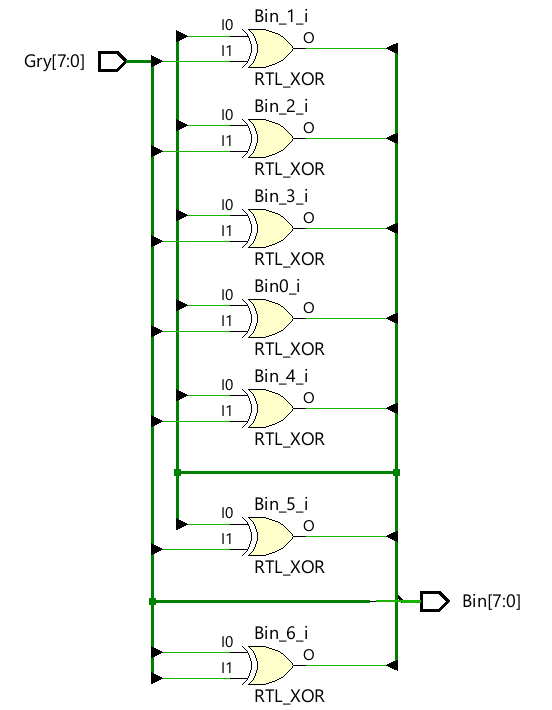 Bin_1_i
I0
O
Gry[7:0]
I1
RTL_XOR
Bin_2_i
I0
O
I1
RTL_XOR
Bin_3_i
I0
O
I1
RTL_XOR
Bin0_i
I0
O
I1
RTL_XOR
Bin_4_i
I0
O
I1
RTL_XOR
Bin_5_i
I0
O
I1
RTL_XOR
Bin[7:0]
Bin_6_i
I0
O
I1
RTL_XOR